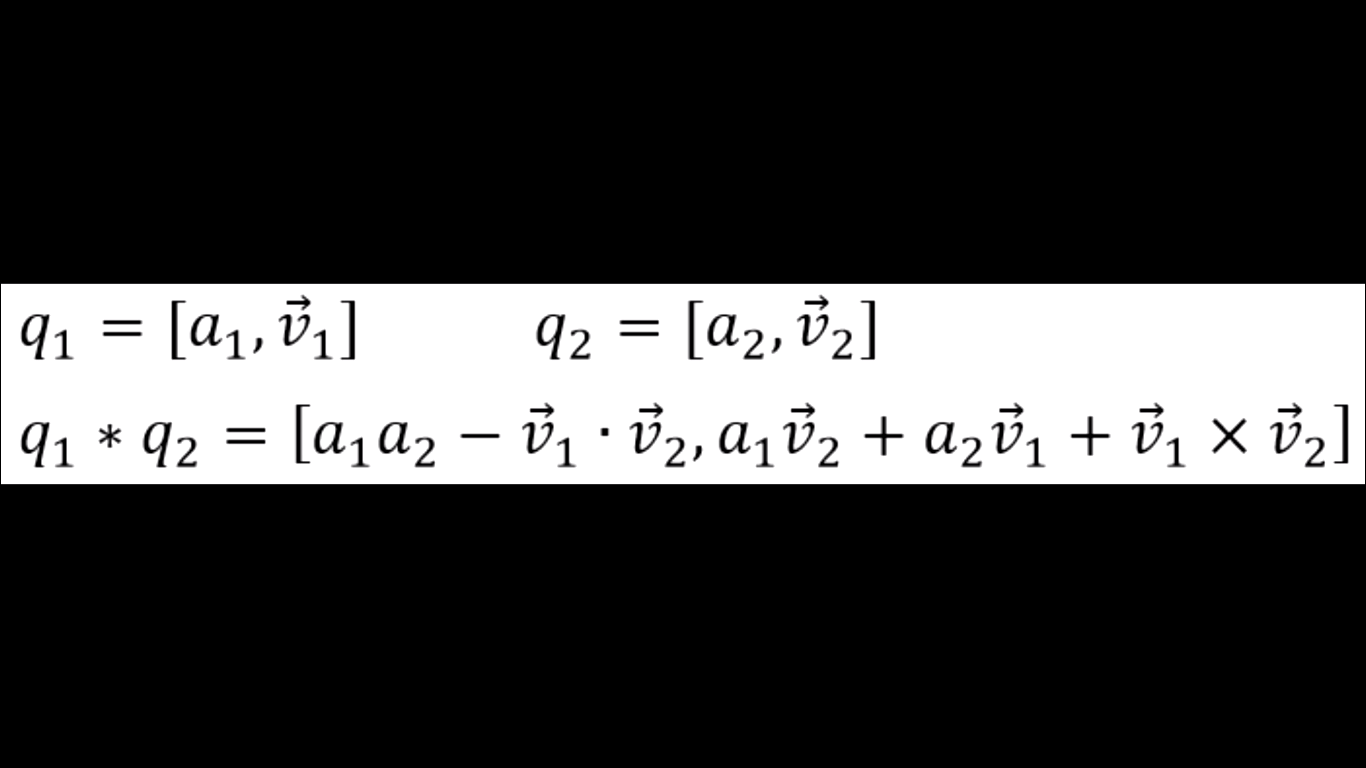 q₁ = [a₁, v⃗₁] q₂ = [a₂, v⃗₂]
q₁ * q₂ = [a₁a₂ − v⃗₁ · v⃗₂, a₁v⃗₂ + a₂v⃗₁ + v⃗₁ × v⃗₂]